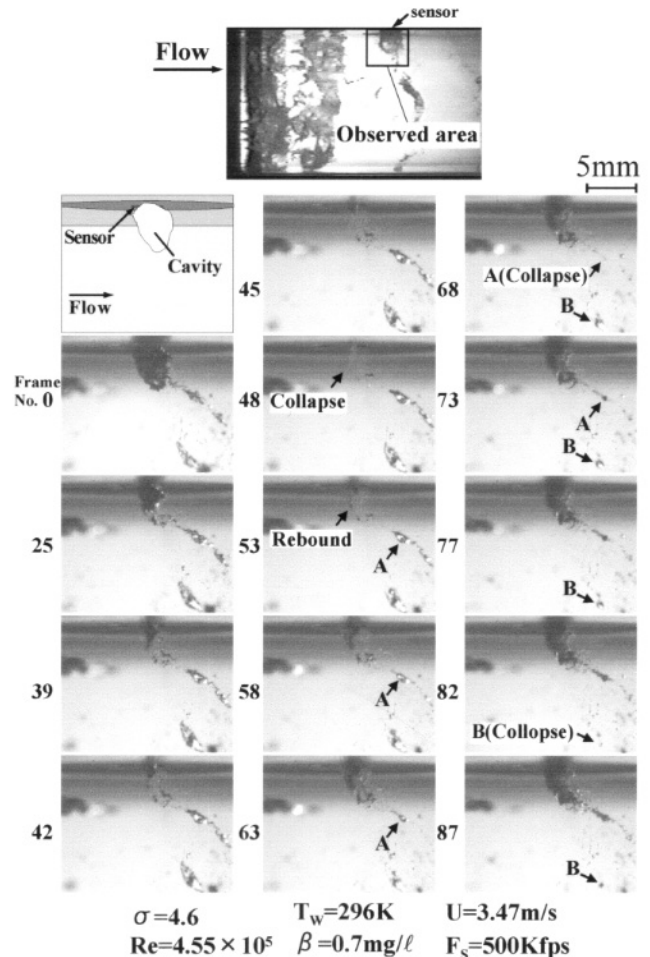 sensor
Flow
Observed area
5mm
Sensor
Cavity
Flow
45
68
A(Collapse)
B
Frame
No. 0
48
Collapse
73
A
B
25
53
Rebound
A
77
B
39
58
A
82
B(Collopse)
42
63
A
87
B
σ=4.6
T_W=296K
U=3.47m/s
Re=4.55×10⁵
β=0.7mg/ℓ
F_S=500Kfps